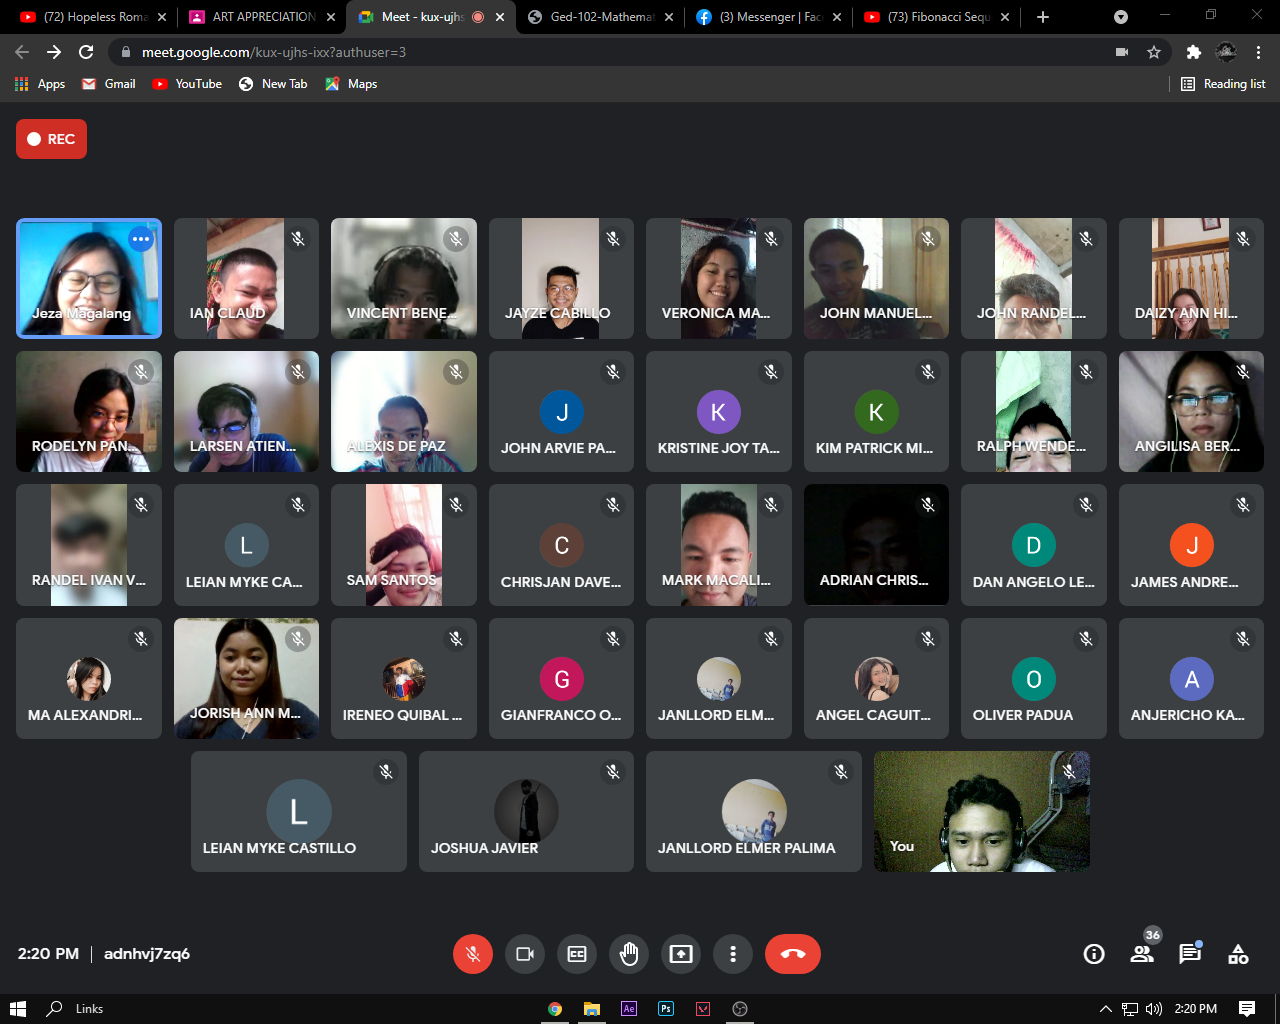 (72) Hopeless Roma
ART APPRECIATION
Meet - kux-ujhs
Ged-102-Mathemat
(3) Messenger | Fac
(73) Fibonacci Sequ
meet.google.com/kux-ujhs-ixx?authuser=3
Apps
Gmail
YouTube
New Tab
Maps
Reading list
REC
Jeza Magalang
IAN CLAUD
VINCENT BENE...
JAYZE CABILLO
VERONICA MA...
JOHN MANUEL...
JOHN RANDEL...
DAIZY ANN HI...
RODELYN PAN...
LARSEN ATIEN...
ALEXIS DE PAZ
J
JOHN ARVIE PA...
K
KRISTINE JOY TA...
K
KIM PATRICK MI...
RALPH WENDE...
ANGILISA BER...
RANDEL IVAN V...
L
LEIAN MYKE CA...
SAM SANTOS
C
CHRISJAN DAVE...
MARK MACALI...
ADRIAN CHRIS...
D
DAN ANGELO LE...
J
JAMES ANDRE...
MA ALEXANDRI...
JORISH ANN M...
IRENEO QUIBAL ...
G
GIANFRANCO O...
JANLLORD ELM...
ANGEL CAGUIT...
O
OLIVER PADUA
A
ANJERICHO KA...
L
LEIAN MYKE CASTILLO
JOSHUA JAVIER
JANLLORD ELMER PALIMA
You
2:20 PM | adnhvj7zq6
CC
36
Links
Ae
Ps
2:20 PM